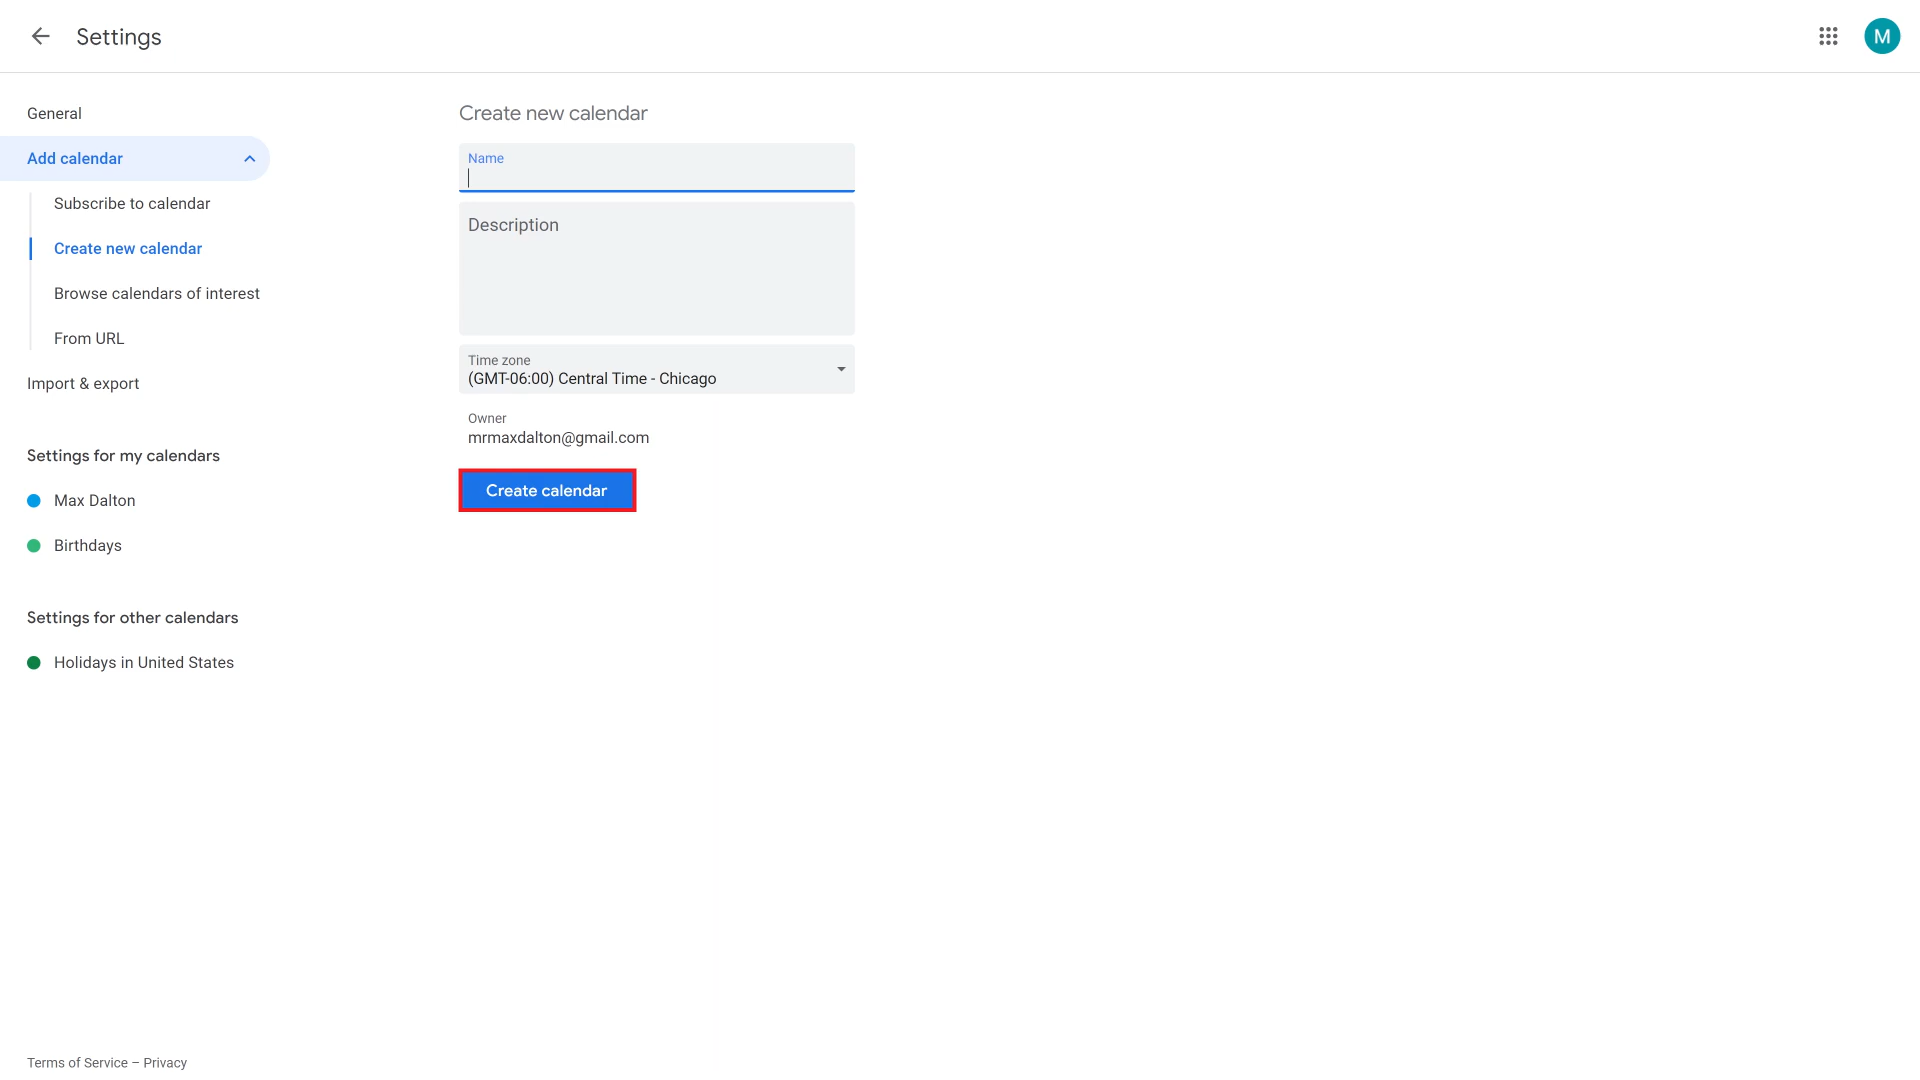 Settings
M
General
Add calendar
Subscribe to calendar
Create new calendar
Browse calendars of interest
From URL
Import & export
Settings for my calendars
Max Dalton
Birthdays
Settings for other calendars
Holidays in United States
Terms of Service – Privacy
Create new calendar
Name
Description
Time zone
(GMT-06:00) Central Time - Chicago
Owner
mrmaxdalton@gmail.com
Create calendar